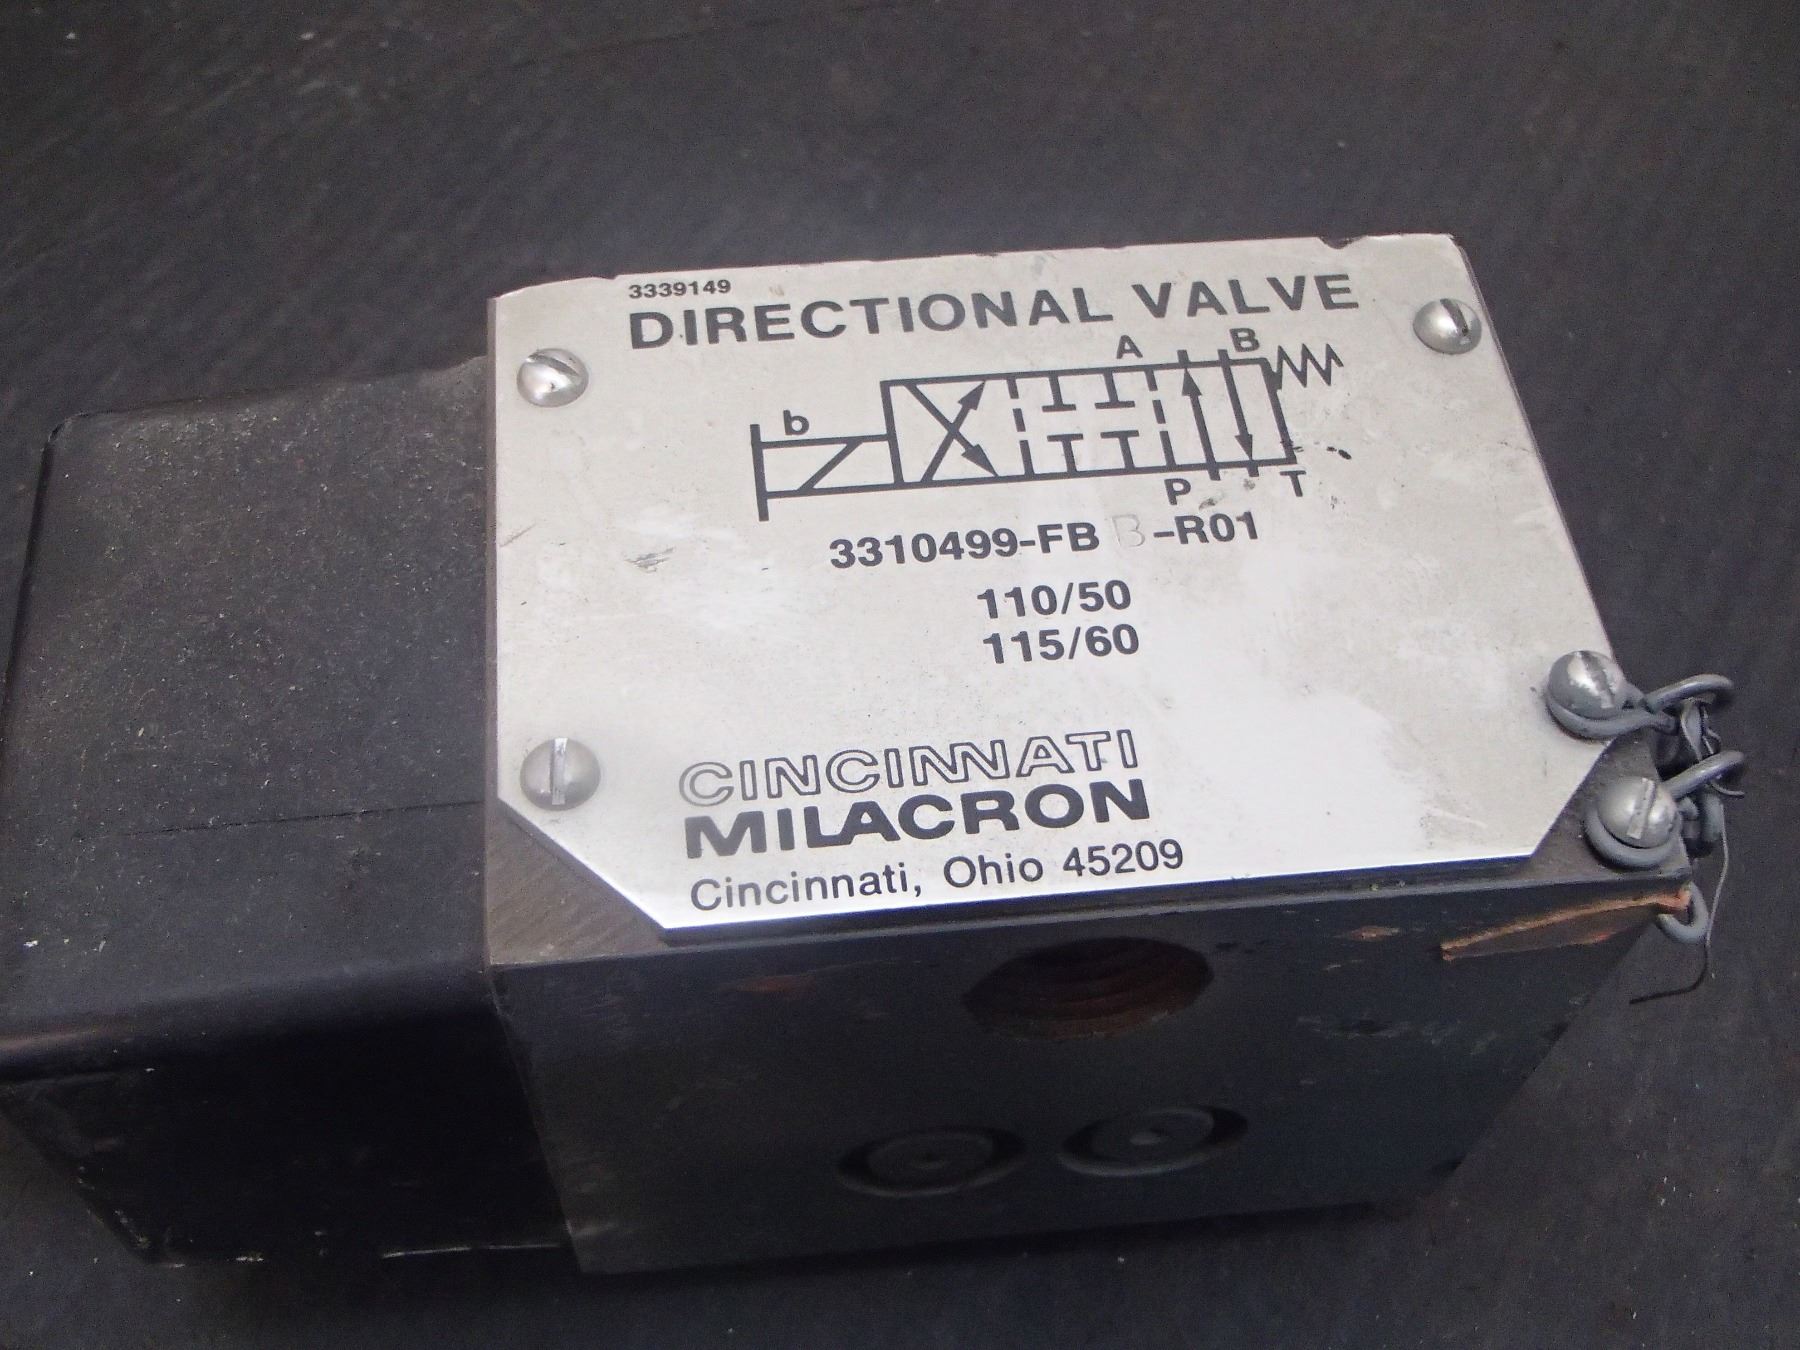 3339149
DIRECTIONAL VALVE
A B
b
P T
3310499-FB B-R01
110/50
115/60
CINCINNATI
MILACRON
Cincinnati, Ohio 45209